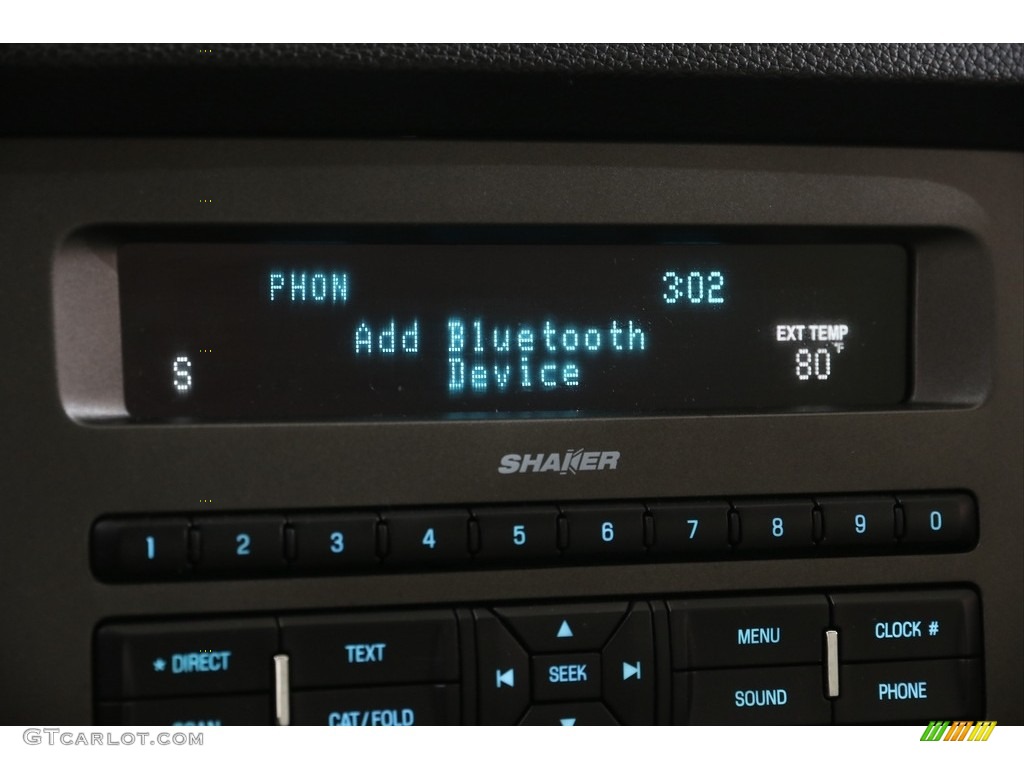 PHON 3:02
Add Bluetooth
Device
S
EXT TEMP
80°F
SHAKER
1 2 3 4 5 6 7 8 9 0
* DIRECT TEXT SEEK MENU CLOCK #
SCAN CAT/FOLD SOUND PHONE
© GTCARLOT.COM